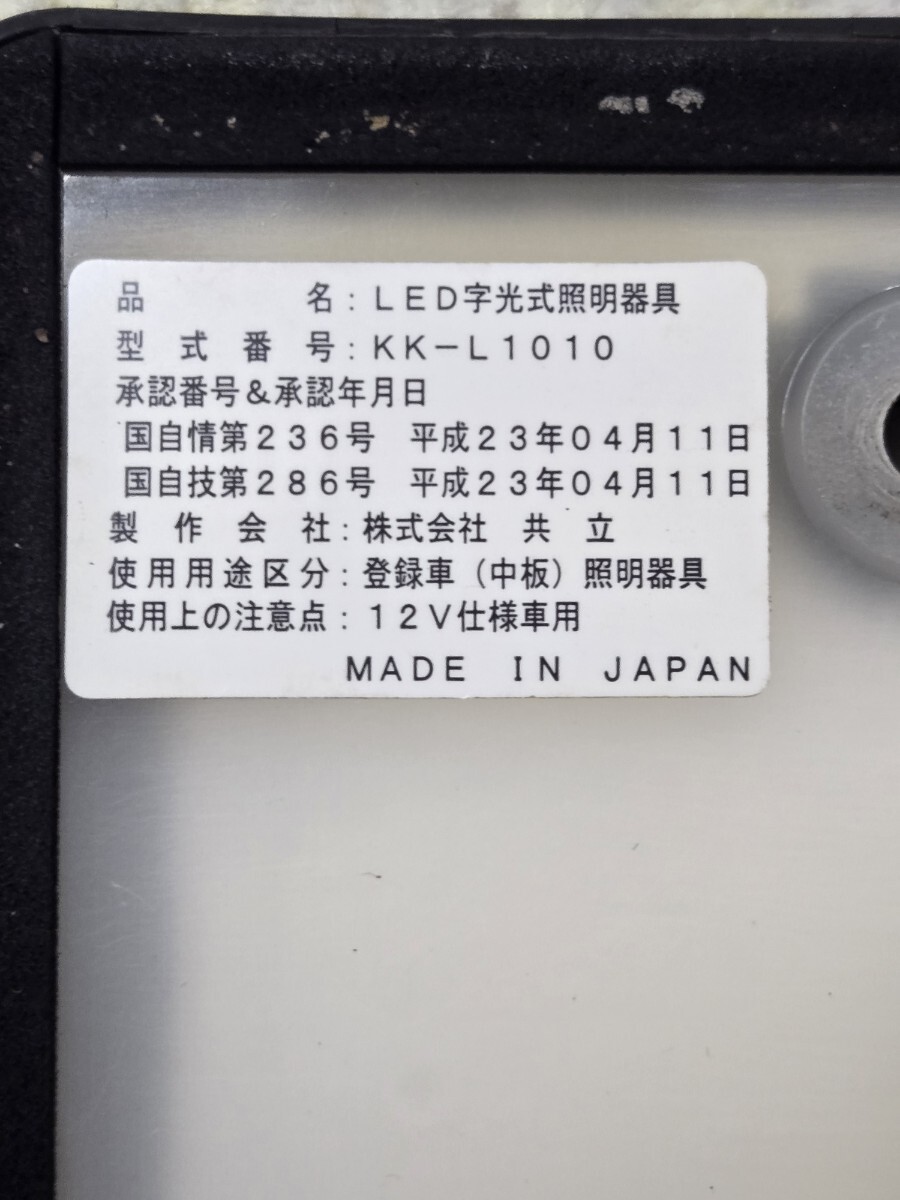 品　　　　　名：ＬＥＤ字光式照明器具
型　式　番　号：ＫＫ－Ｌ１０１０
承認番号＆承認年月日
国自情第２３６号　平成２３年０４月１１日
国自技第２８６号　平成２３年０４月１１日
製　作　会　社：株式会社　共　立
使用用途区分：登録車（中板）照明器具
使用上の注意点：１２Ｖ仕様車用
ＭＡＤＥ　ＩＮ　ＪＡＰＡＮ